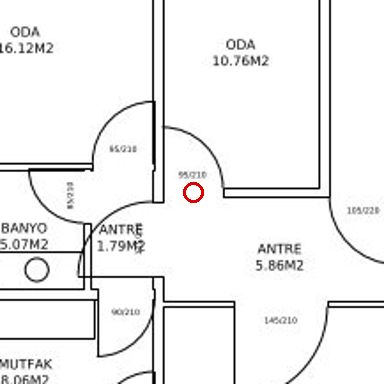 ODA
16.12M2
ODA
10.76M2
95/210
95/210
85/210
105/220
BANYO
5.07M2
ANTRE
1.79M2
ANTRE
5.86M2
90/210
145/210
MUTFAK
8.06M2